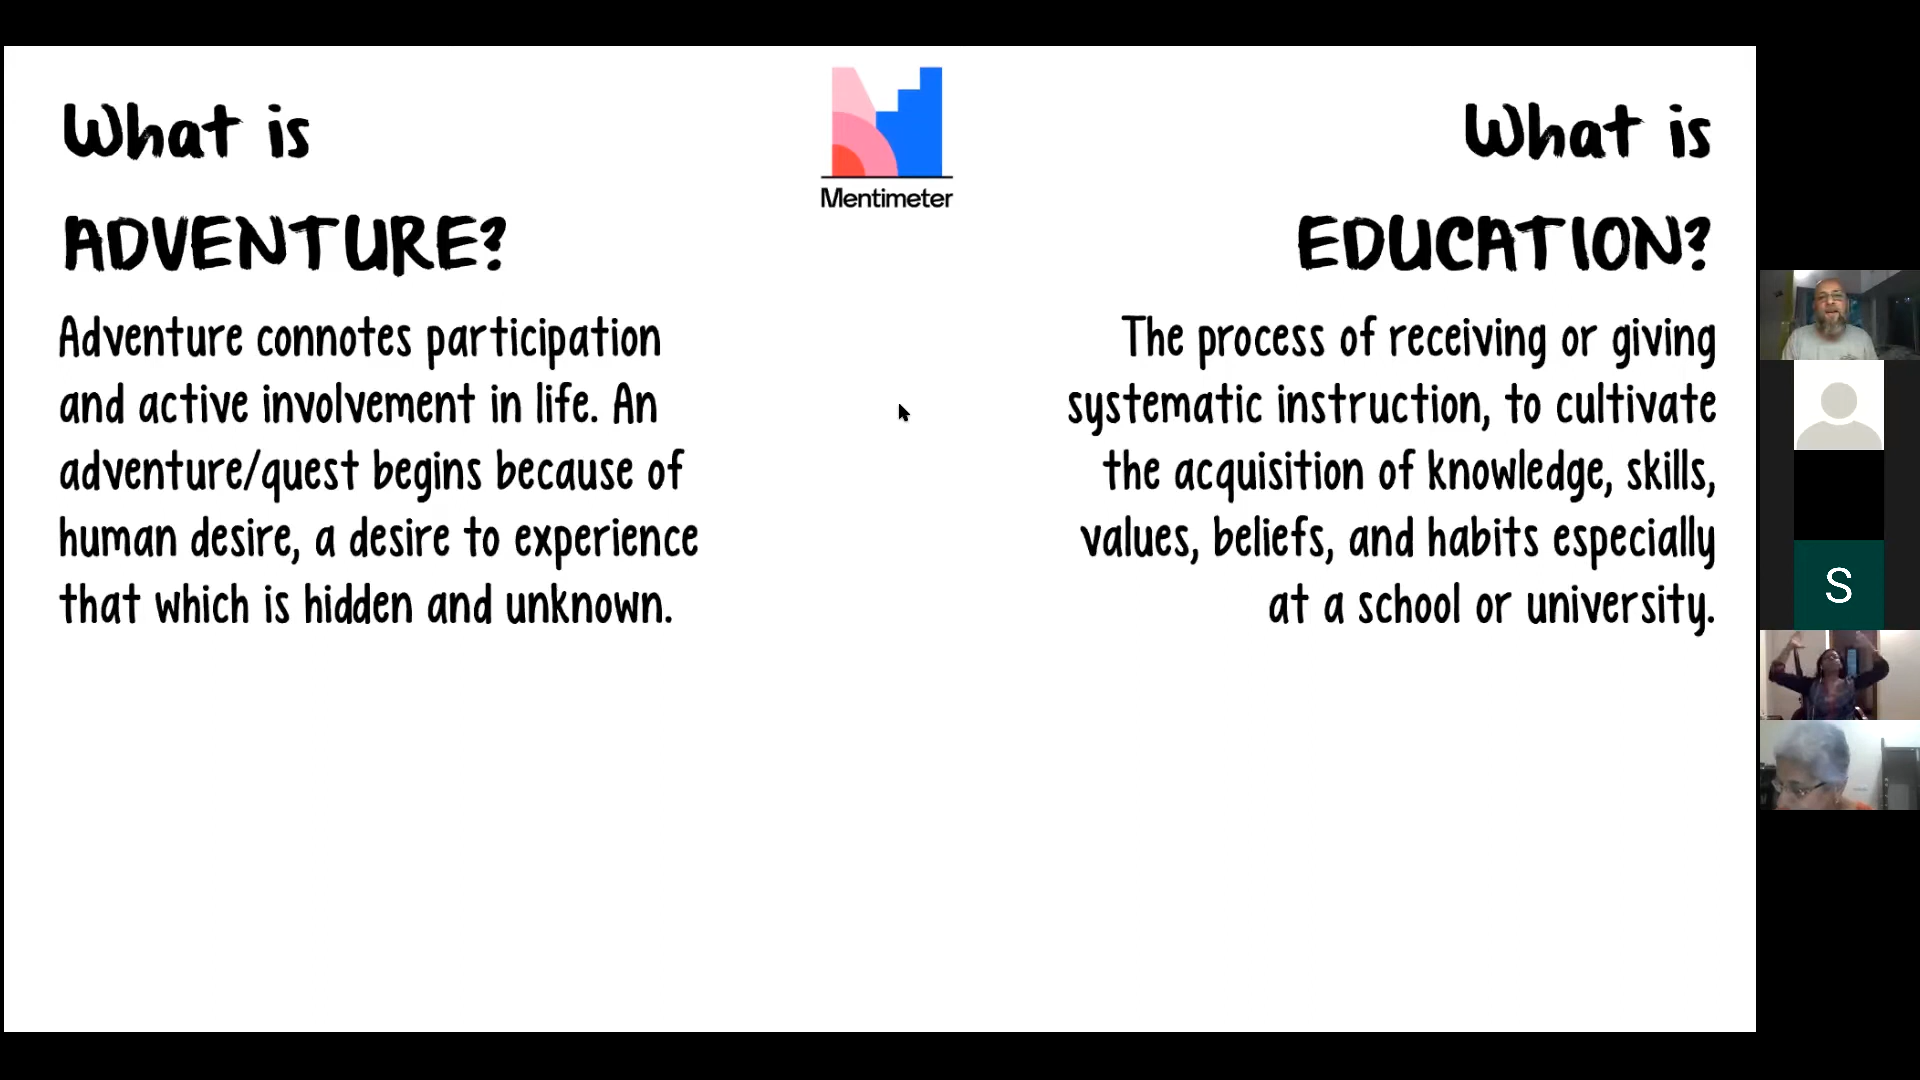 What is
ADVENTURE?
Adventure connotes participation
and active involvement in life. An
adventure/quest begins because of
human desire, a desire to experience
that which is hidden and unknown.
Mentimeter
What is
EDUCATION?
The process of receiving or giving
systematic instruction, to cultivate
the acquisition of knowledge, skills,
values, beliefs, and habits especially
at a school or university.
S